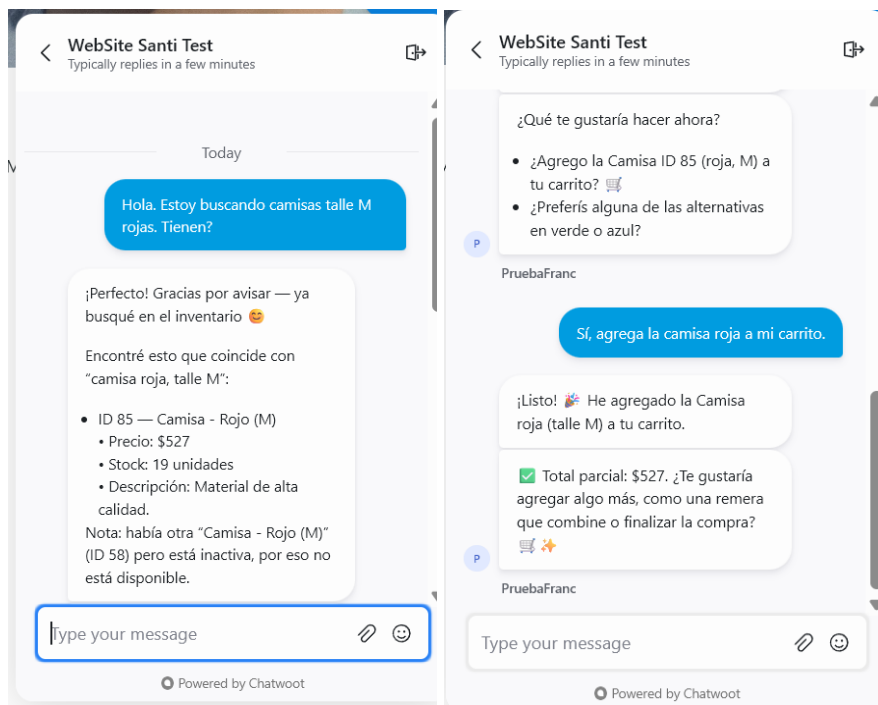 WebSite Santi Test
Typically replies in a few minutes
Today
Hola. Estoy buscando camisas talle M
rojas. Tienen?
¡Perfecto! Gracias por avisar — ya
busqué en el inventario 😊
Encontré esto que coincide con
“camisa roja, talle M”:
• ID 85 — Camisa - Rojo (M)
• Precio: $527
• Stock: 19 unidades
• Descripción: Material de alta
calidad.
Nota: había otra “Camisa - Rojo (M)”
(ID 58) pero está inactiva, por eso no
está disponible.
Type your message
Powered by Chatwoot
WebSite Santi Test
Typically replies in a few minutes
¿Qué te gustaría hacer ahora?
• ¿Agrego la Camisa ID 85 (roja, M) a
tu carrito? 🛒
• ¿Preferís alguna de las alternativas
en verde o azul?
P
PruebaFranc
Sí, agrega la camisa roja a mi carrito.
¡Listo! 🎉 He agregado la Camisa
roja (talle M) a tu carrito.
✅ Total parcial: $527. ¿Te gustaría
agregar algo más, como una remera
que combine o finalizar la compra?
🛒✨
P
PruebaFranc
Type your message
Powered by Chatwoot